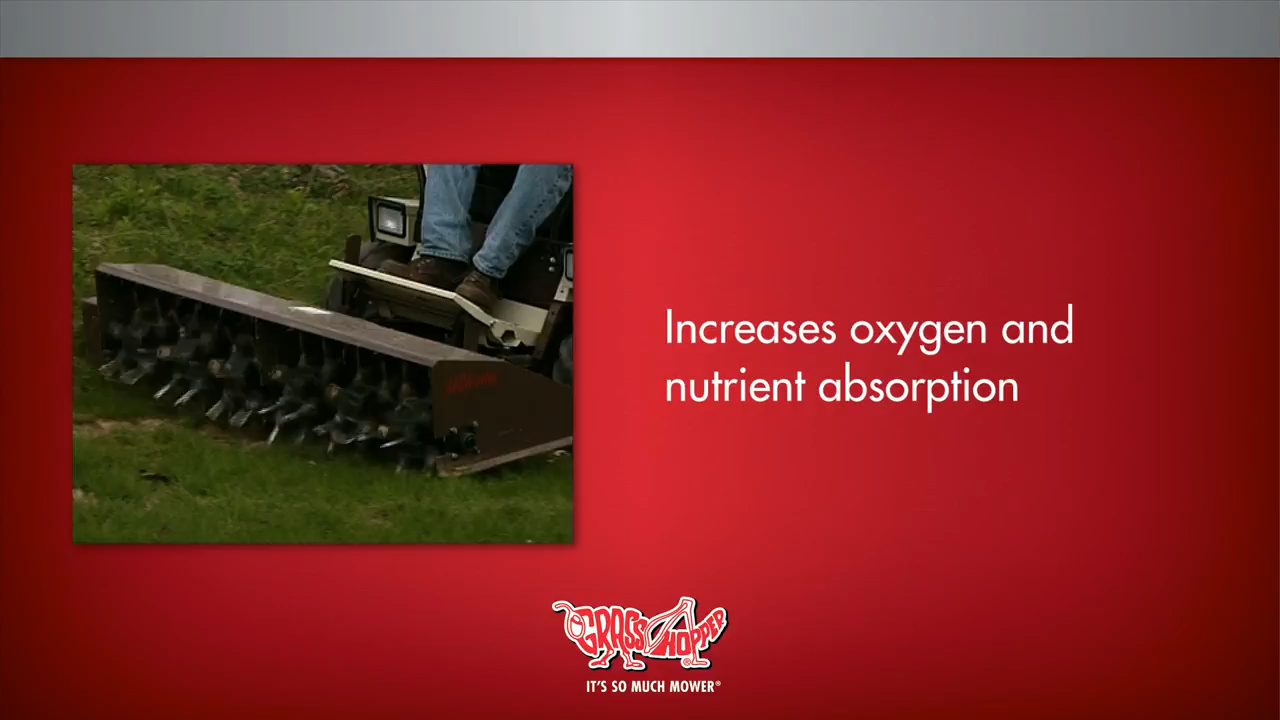 Increases oxygen and
nutrient absorption
GRASSHOPPER®
IT'S SO MUCH MOWER®